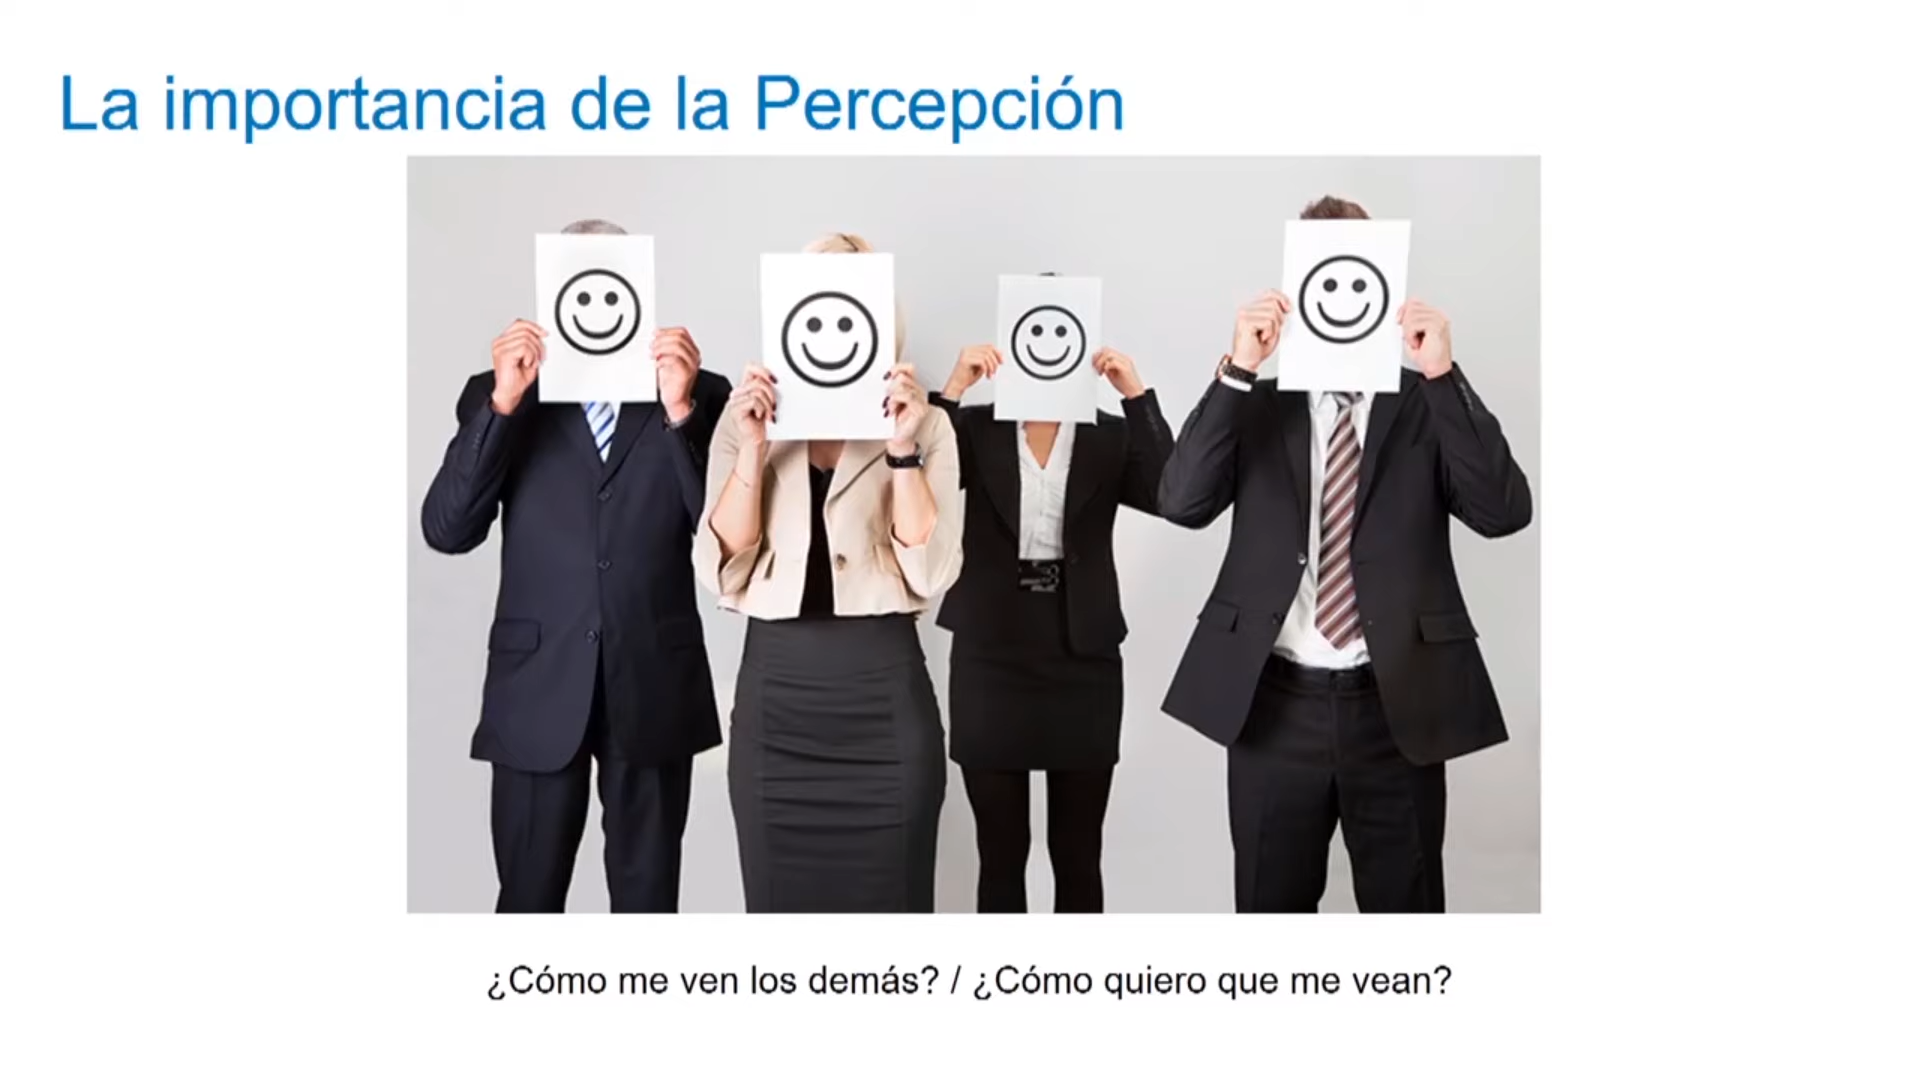 La importancia de la Percepción
¿Cómo me ven los demás? / ¿Cómo quiero que me vean?